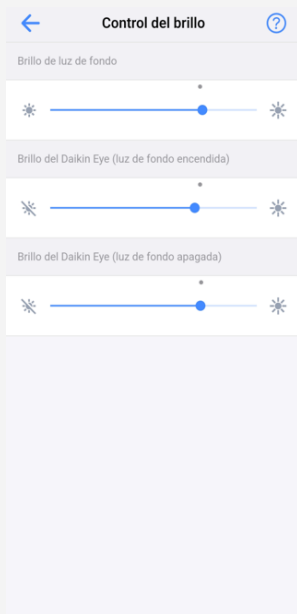 Control del brillo
?
Brillo de luz de fondo
Brillo del Daikin Eye (luz de fondo encendida)
Brillo del Daikin Eye (luz de fondo apagada)